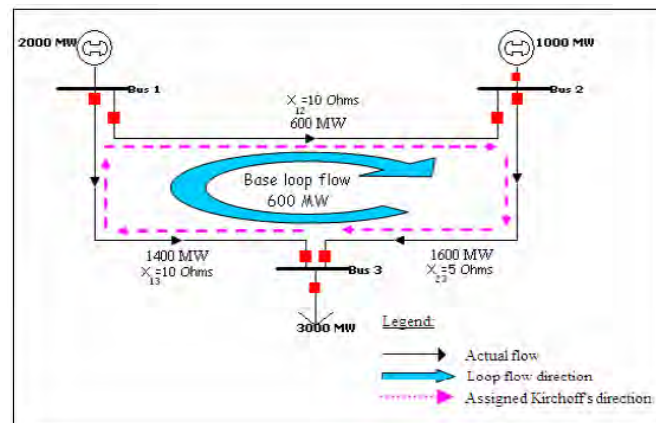 2000 MW
1000 MW
Bus 1
Bus 2
X12=10 Ohms
600 MW
Base loop flow
600 MW
1400 MW
X13=10 Ohms
1600 MW
X23=5 Ohms
Bus 3
3000 MW
Legend:
Actual flow
Loop flow direction
Assigned Kirchoff's direction